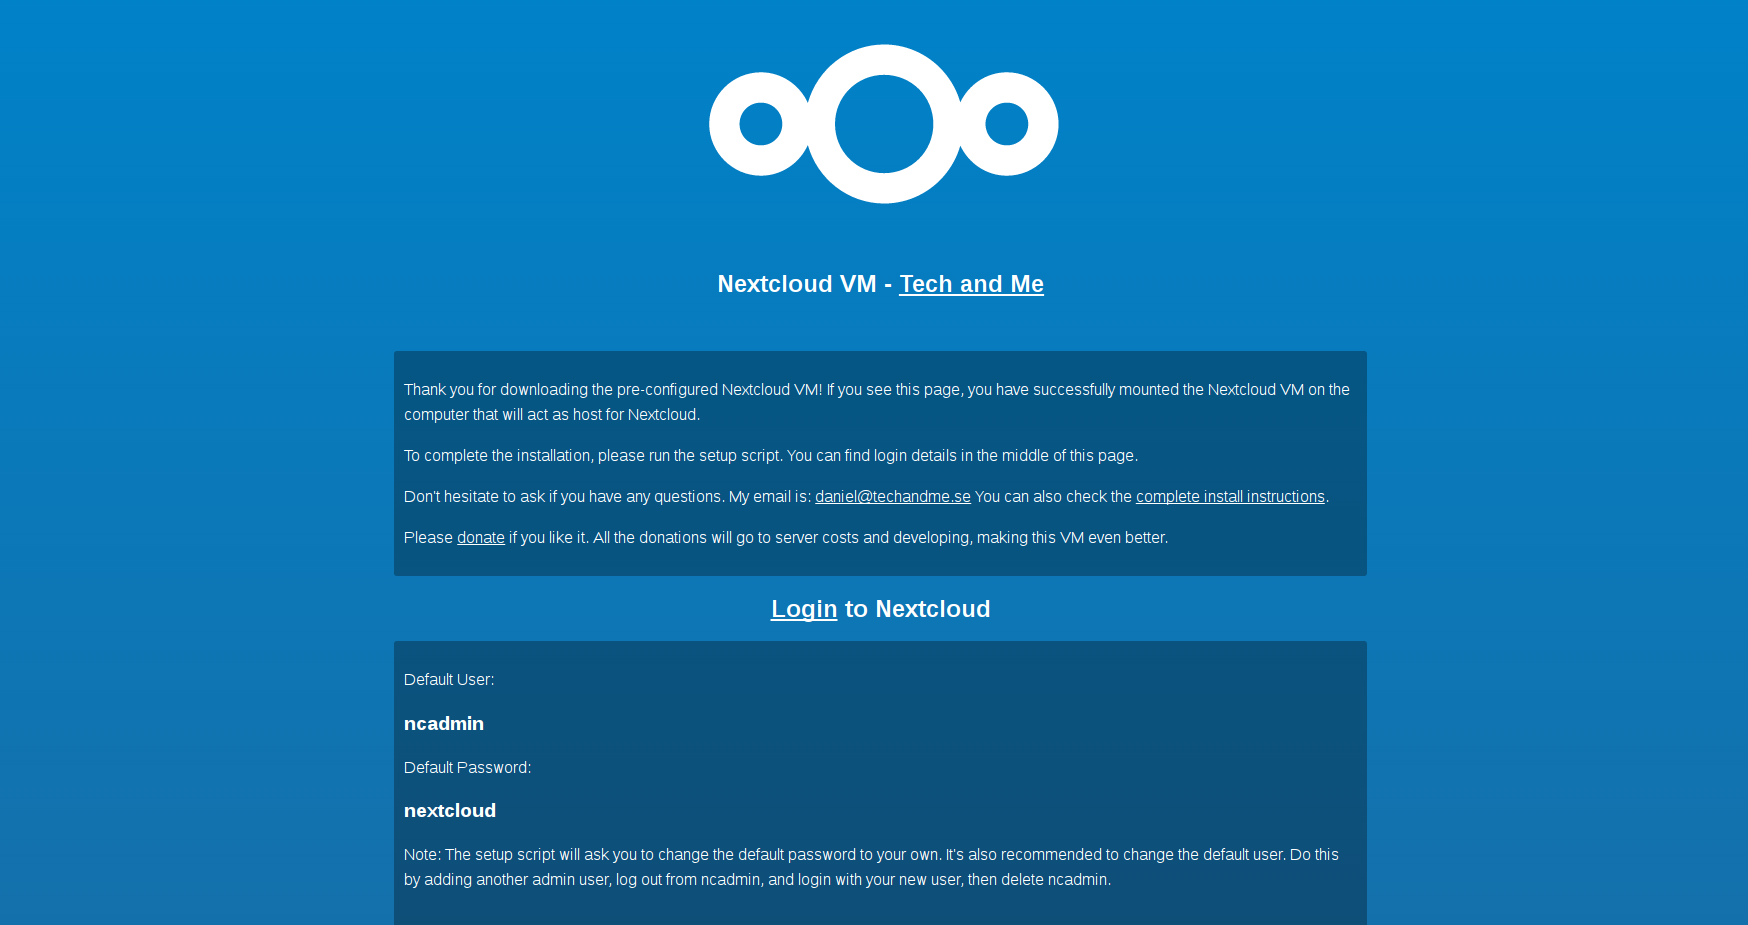 Nextcloud VM - Tech and Me
Thank you for downloading the pre-configured Nextcloud VM! If you see this page, you have successfully mounted the Nextcloud VM on the
computer that will act as host for Nextcloud.
To complete the installation, please run the setup script. You can find login details in the middle of this page.
Don't hesitate to ask if you have any questions. My email is: daniel@techandme.se You can also check the complete install instructions.
Please donate if you like it. All the donations will go to server costs and developing, making this VM even better.
Login to Nextcloud
Default User:
ncadmin
Default Password:
nextcloud
Note: The setup script will ask you to change the default password to your own. It's also recommended to change the default user. Do this
by adding another admin user, log out from ncadmin, and login with your new user, then delete ncadmin.